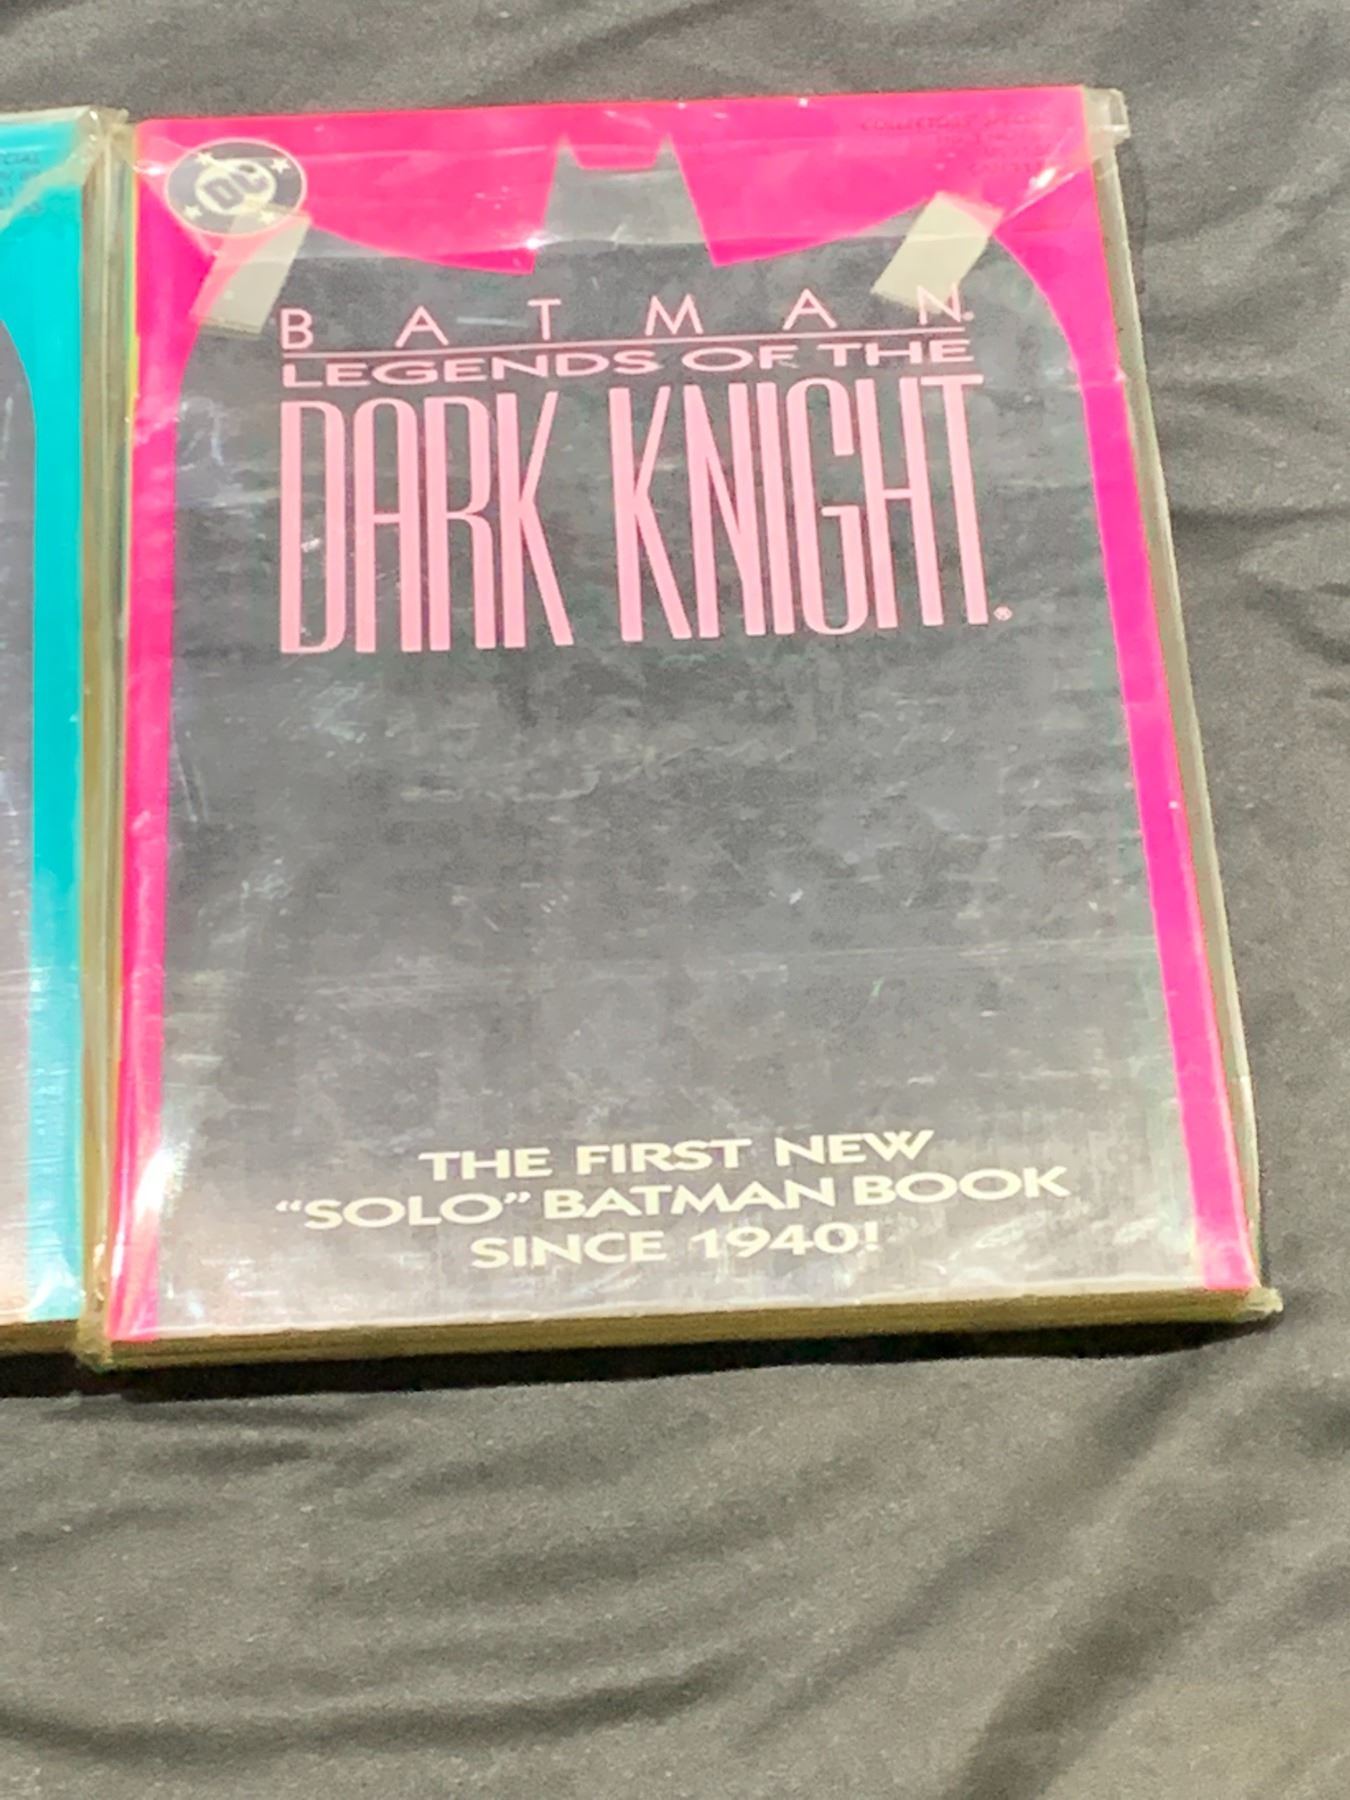 DC
BATMAN®
LEGENDS OF THE
DARK KNIGHT®
THE FIRST NEW
“SOLO” BATMAN BOOK
SINCE 1940!